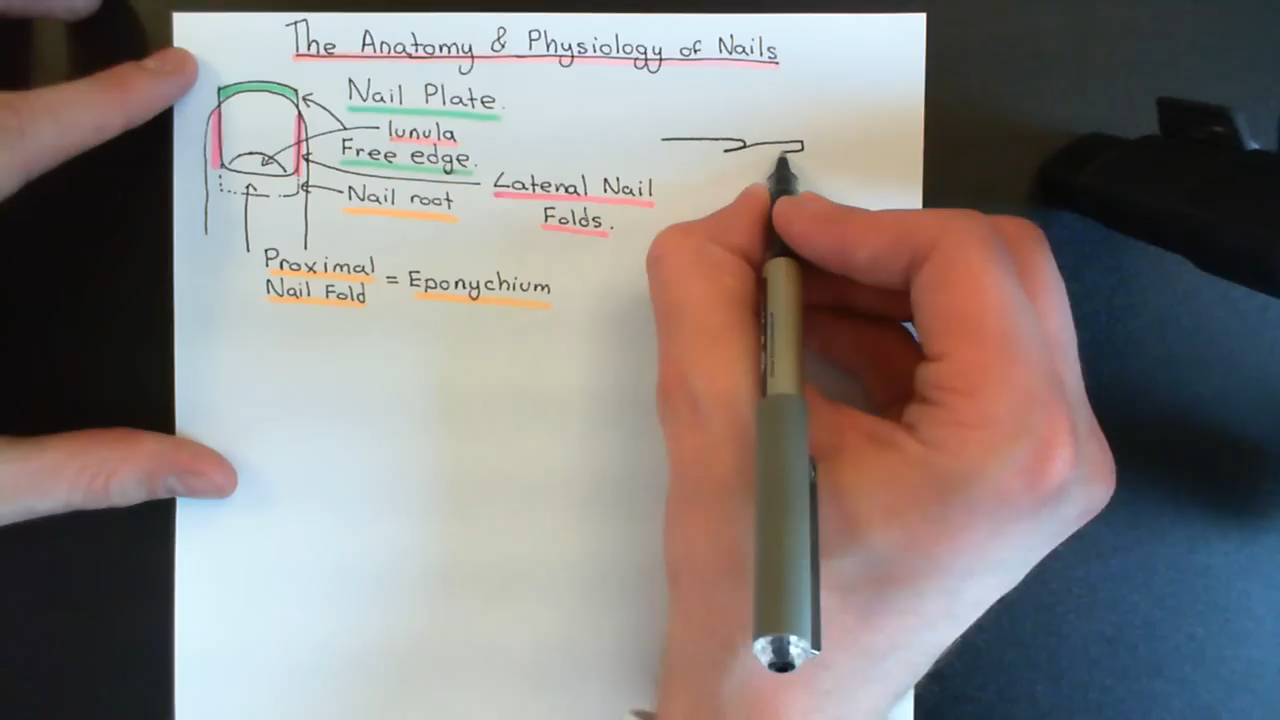 The Anatomy & Physiology of Nails
Nail Plate.
lunula
Free edge.
Nail root
Lateral Nail
Folds.
Proximal
Nail Fold
= Eponychium